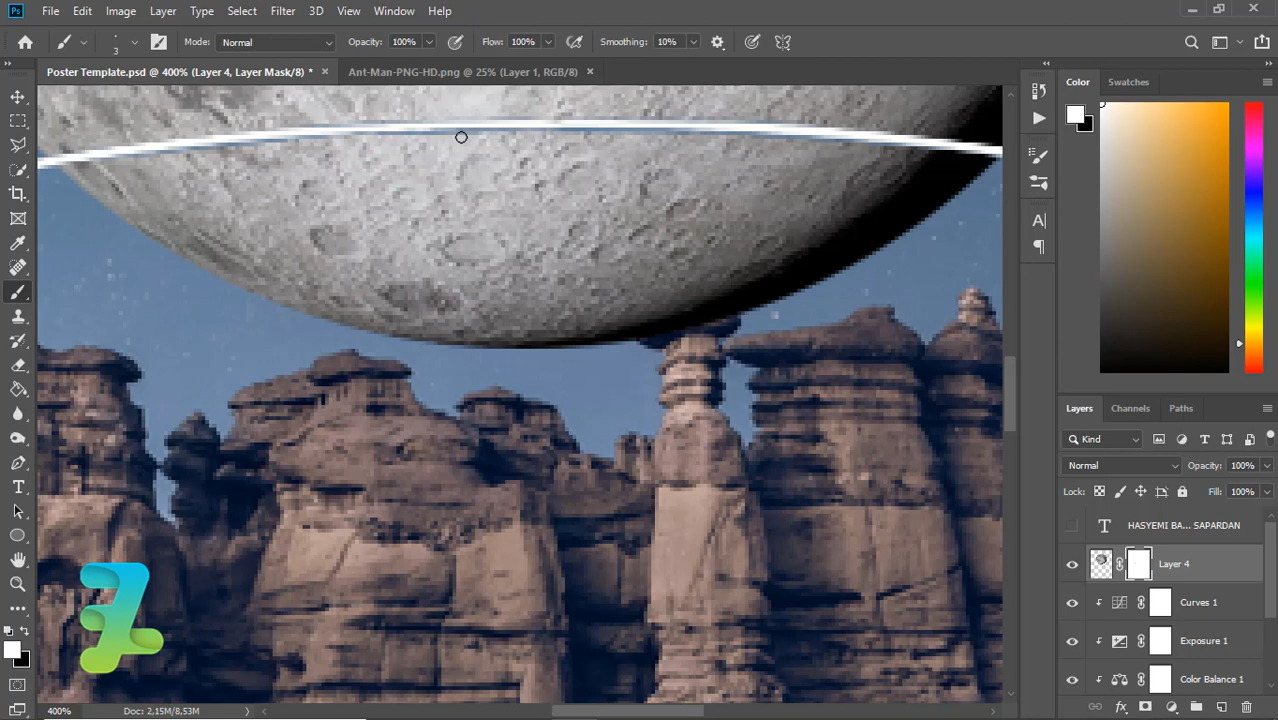 Ps File Edit Image Layer Type Select Filter 3D View Window Help
3 Mode: Normal Opacity: 100% Flow: 100% Smoothing: 10%
Poster Template.psd @ 400% (Layer 4, Layer Mask/8) * × Ant-Man-PNG-HD.png @ 25% (Layer 1, RGB/8) ×
Color Swatches
Layers Channels Paths
Kind
Normal Opacity: 100%
Lock: Fill: 100%
HASYEMI BA... SAPARDAN
Layer 4
Curves 1
Exposure 1
Color Balance 1
400% Doc: 2,15M/8,53M